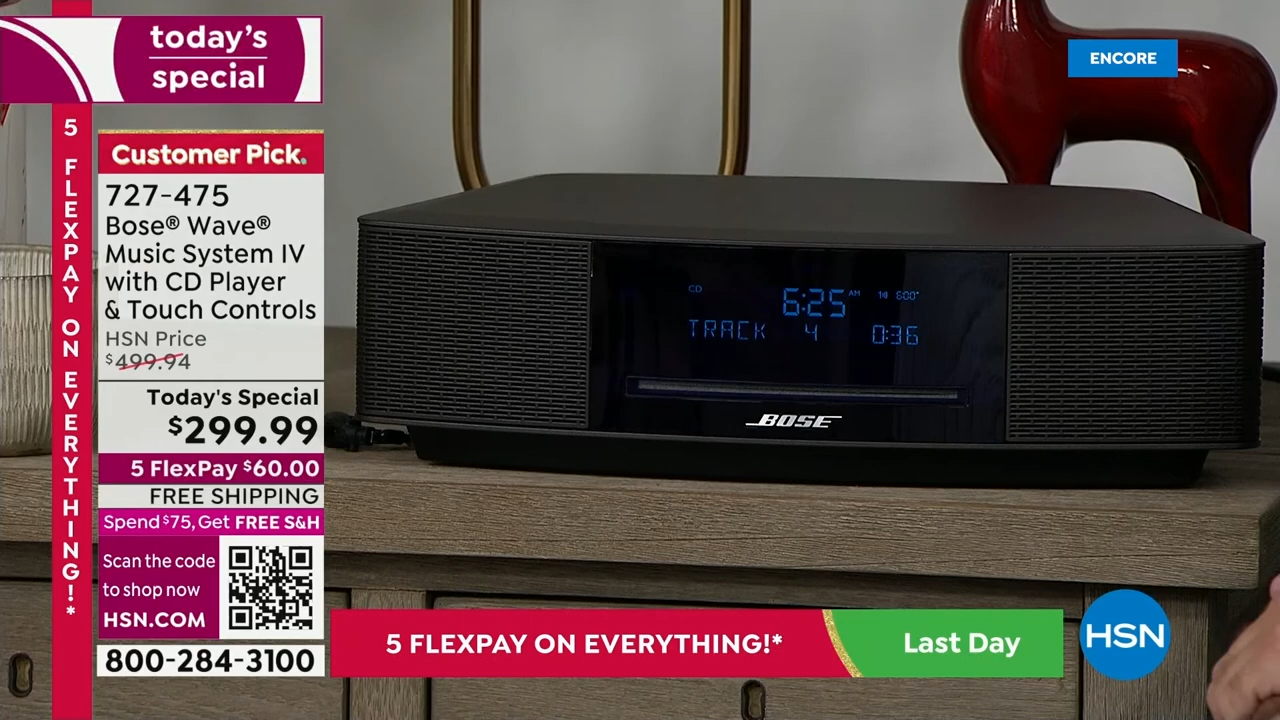 today's
special
5 FLEXPAY ON EVERYTHING!*
Customer Pick.
727-475
Bose® Wave®
Music System IV
with CD Player
& Touch Controls
HSN Price
$499.94
Today's Special
$299.99
5 FlexPay $60.00
FREE SHIPPING
Spend $75, Get FREE S&H
Scan the code
to shop now
HSN.COM
800-284-3100
ENCORE
CD
6:25 AM
TRACK 4 0:36
BOSE
5 FLEXPAY ON EVERYTHING!*
Last Day
HSN